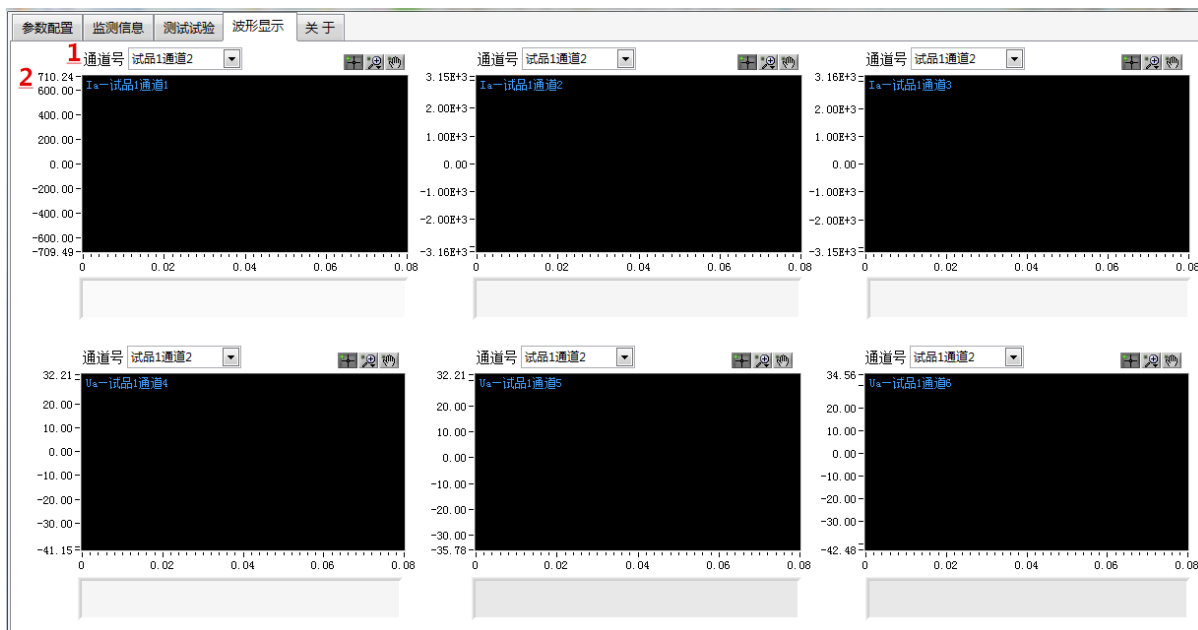 参数配置 监测信息 测试试验 波形显示 关 于
1 通道号 试品1通道2
2
Ia一试品1通道1
710.24
600.00
400.00
200.00
0.00
-200.00
-400.00
-600.00
-709.49
0 0.02 0.04 0.06 0.08
通道号 试品1通道2
Ia一试品1通道2
3.15E+3
2.00E+3
1.00E+3
0.00
-1.00E+3
-2.00E+3
-3.16E+3
0 0.02 0.04 0.06 0.08
通道号 试品1通道2
Ia一试品1通道3
3.16E+3
2.00E+3
1.00E+3
0.00
-1.00E+3
-2.00E+3
-3.15E+3
0 0.02 0.04 0.06 0.08
通道号 试品1通道2
Ua一试品1通道4
32.21
20.00
10.00
0.00
-10.00
-20.00
-30.00
-41.15
0 0.02 0.04 0.06 0.08
通道号 试品1通道2
Ua一试品1通道5
32.21
20.00
10.00
0.00
-10.00
-20.00
-30.00
-35.78
0 0.02 0.04 0.06 0.08
通道号 试品1通道2
Ua一试品1通道6
34.56
20.00
10.00
0.00
-10.00
-20.00
-30.00
-42.48
0 0.02 0.04 0.06 0.08